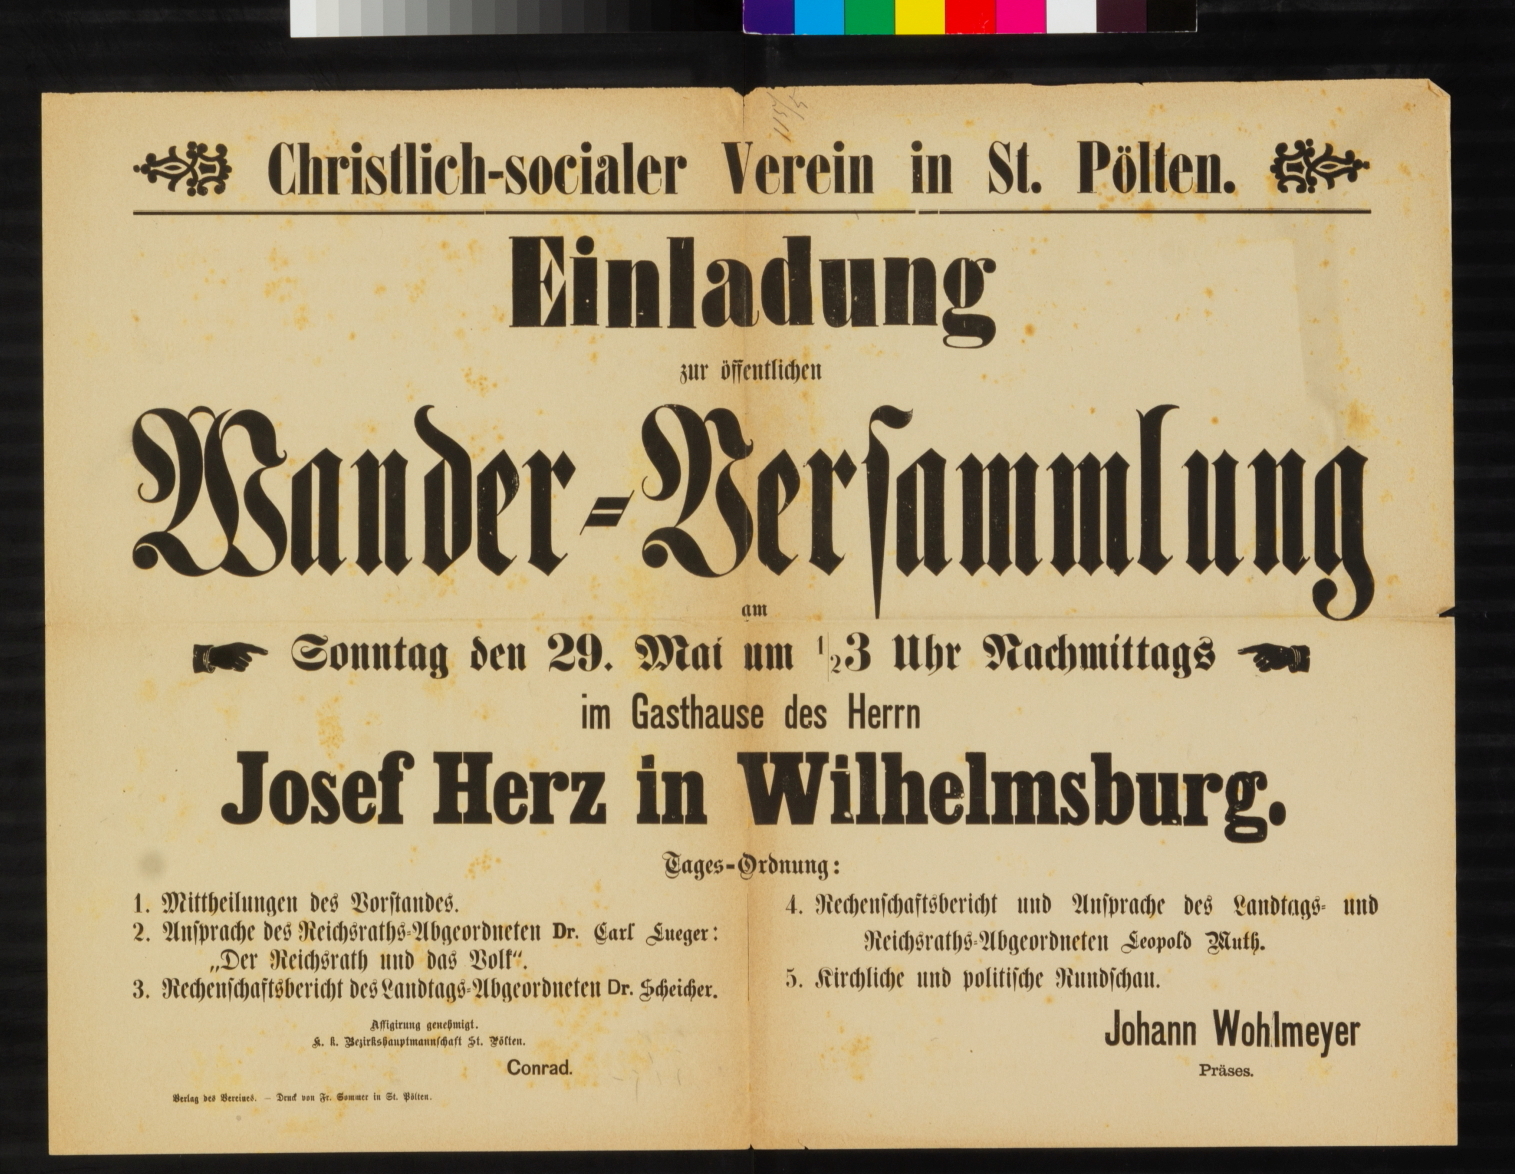 Christlich-socialer Verein in St. Pölten.
Einladung
zur öffentlichen
Wander-Versammlung
am
Sonntag den 29. Mai um 1/23 Uhr Nachmittags
im Gasthause des Herrn
Josef Herz in Wilhelmsburg.
Tages-Ordnung:
1. Mittheilungen des Vorstandes.
2. Ansprache des Reichsraths-Abgeordneten Dr. Carl Lueger:
„Der Reichsrath und das Volk“.
3. Rechenschaftsbericht des Landtags-Abgeordneten Dr. Scheicher.
4. Rechenschaftsbericht und Ansprache des Landtags- und
Reichsraths-Abgeordneten Leopold Muth.
5. Kirchliche und politische Rundschau.
Affigirung genehmigt.
K. k. Bezirkshauptmannschaft St. Pölten.
Conrad.
Johann Wohlmeyer
Präses.
Verlag des Vereines. – Druck von Fr. Sommer in St. Pölten.